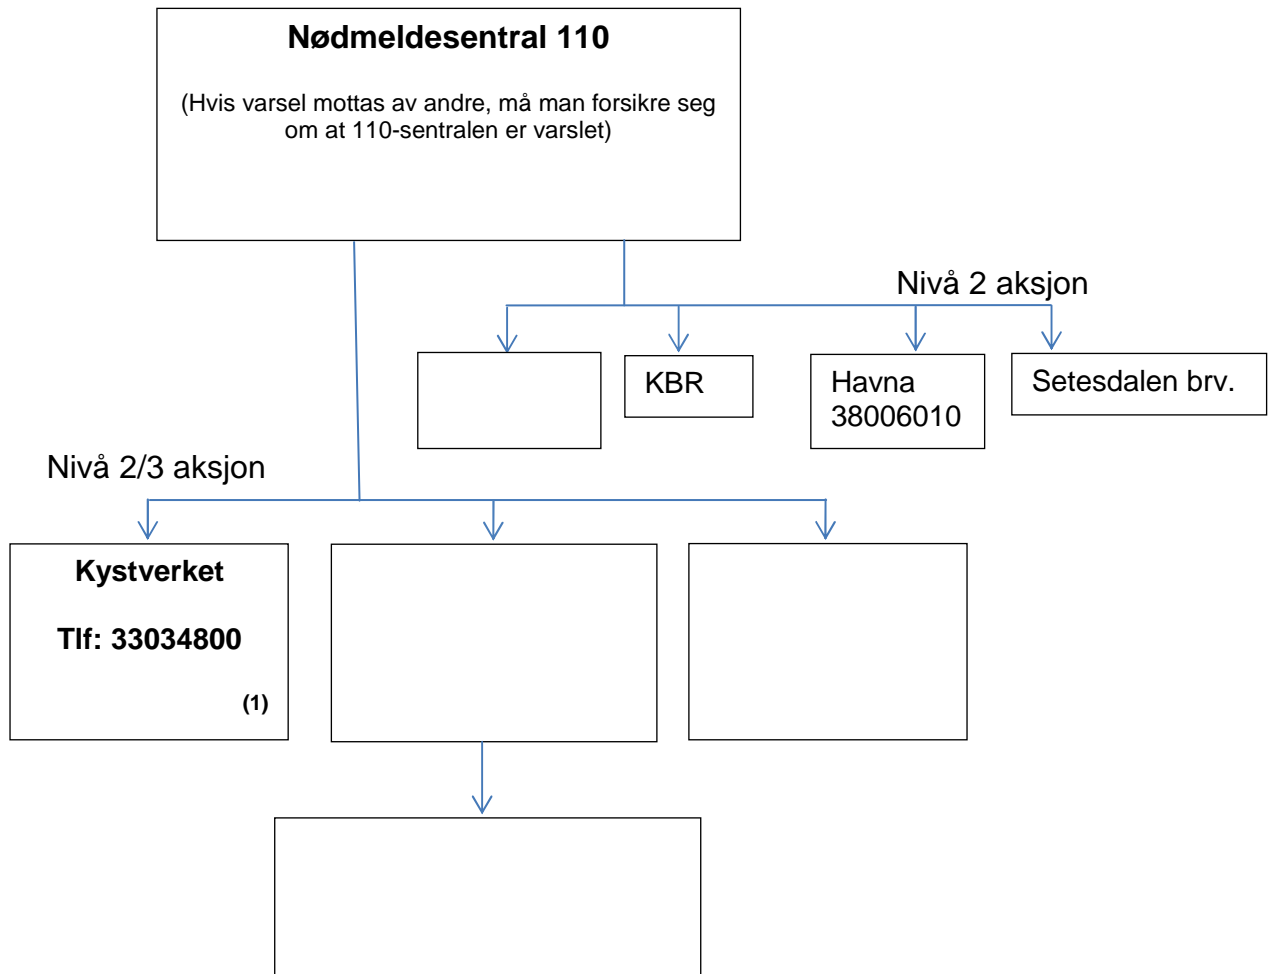 Nødmeldesentral 110
(Hvis varsel mottas av andre, må man forsikre seg
om at 110-sentralen er varslet)
Nivå 2 aksjon
KBR
Havna
38006010
Setesdalen brv.
Nivå 2/3 aksjon
Kystverket
Tlf: 33034800
(1)